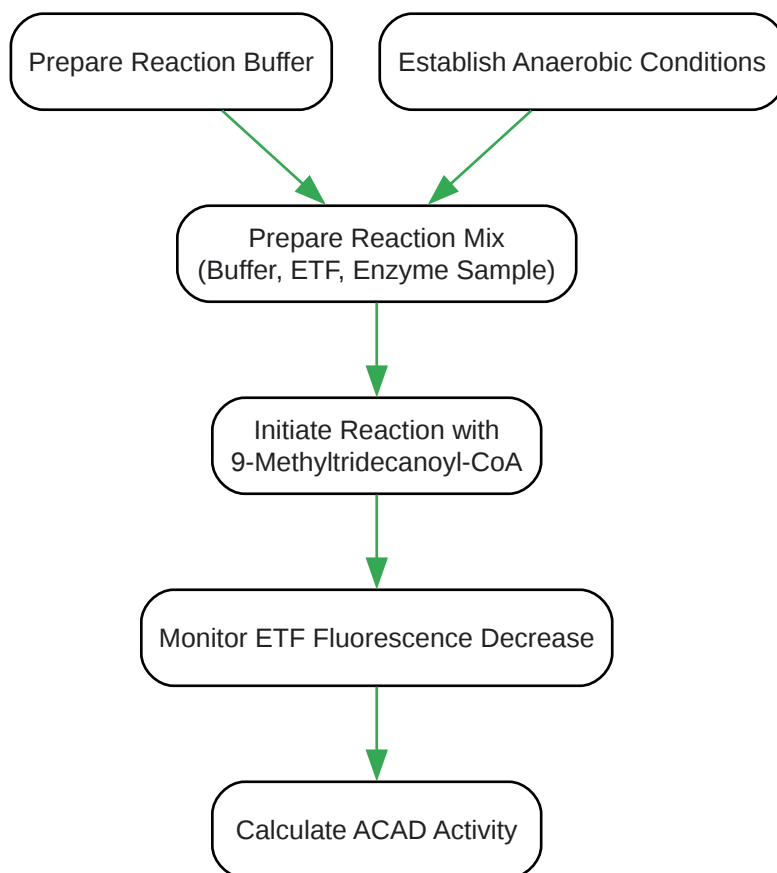 Prepare Reaction Buffer
Establish Anaerobic Conditions
Prepare Reaction Mix
(Buffer, ETF, Enzyme Sample)
Initiate Reaction with
9-Methyltridecanoyl-CoA
Monitor ETF Fluorescence Decrease
Calculate ACAD Activity